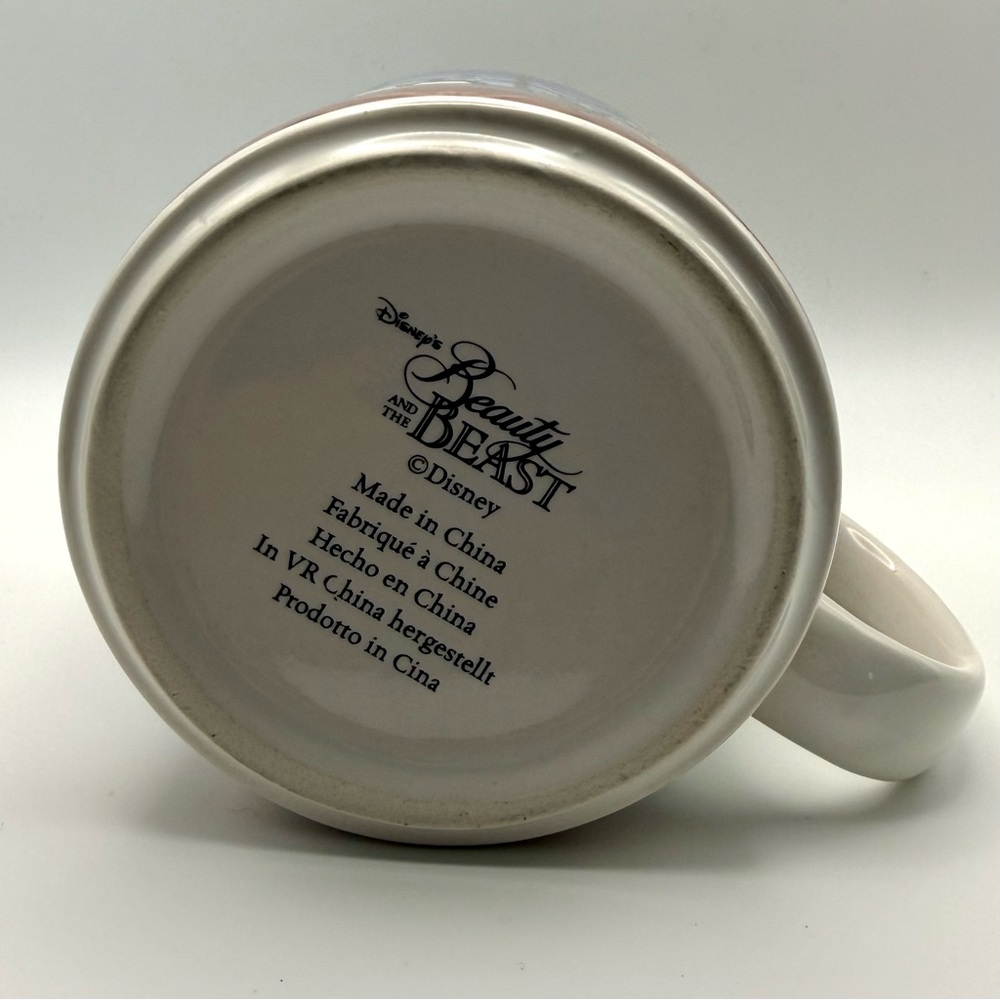 Disney's
Beauty
AND THE BEAST
©Disney
Made in China
Fabriqué à Chine
Hecho en China
In VR China hergestellt
Prodotto in Cina